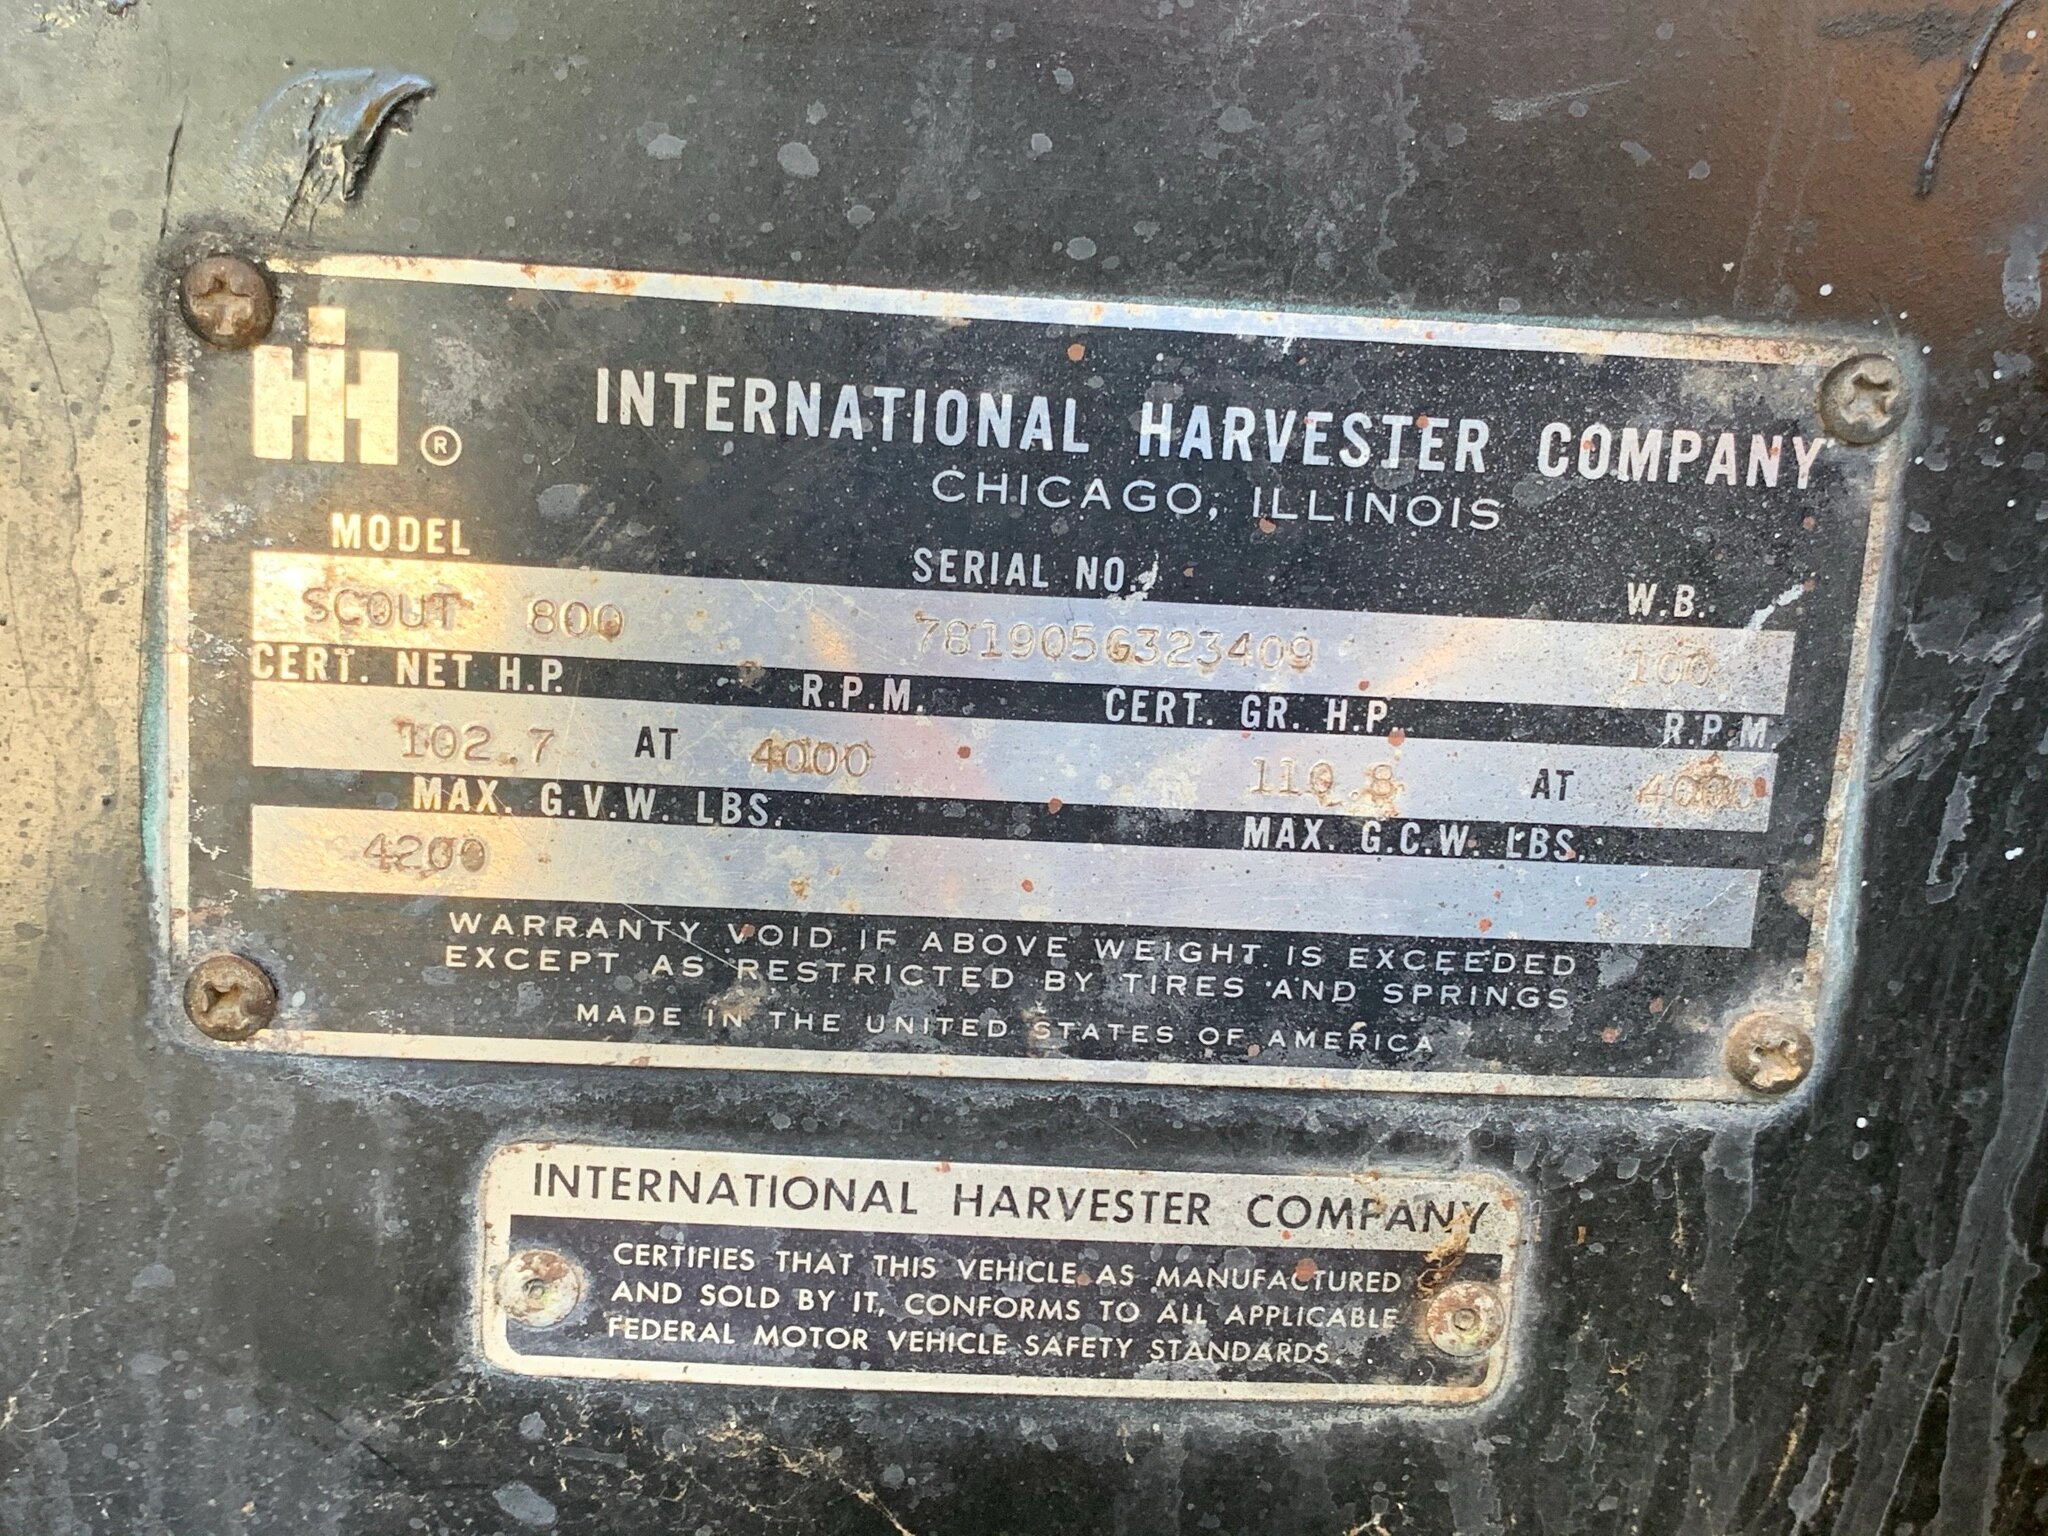 IH ®
INTERNATIONAL HARVESTER COMPANY
CHICAGO, ILLINOIS
MODEL SERIAL NO. W.B.
SCOUT 800 781905G323409 100
CERT. NET H.P. R.P.M. CERT. GR. H.P. R.P.M.
102.7 AT 4000 110.8 AT 4000
MAX. G.V.W. LBS. MAX. G.C.W. LBS.
4200
WARRANTY VOID IF ABOVE WEIGHT IS EXCEEDED
EXCEPT AS RESTRICTED BY TIRES AND SPRINGS
MADE IN THE UNITED STATES OF AMERICA
INTERNATIONAL HARVESTER COMPANY
CERTIFIES THAT THIS VEHICLE AS MANUFACTURED
AND SOLD BY IT, CONFORMS TO ALL APPLICABLE
FEDERAL MOTOR VEHICLE SAFETY STANDARDS.